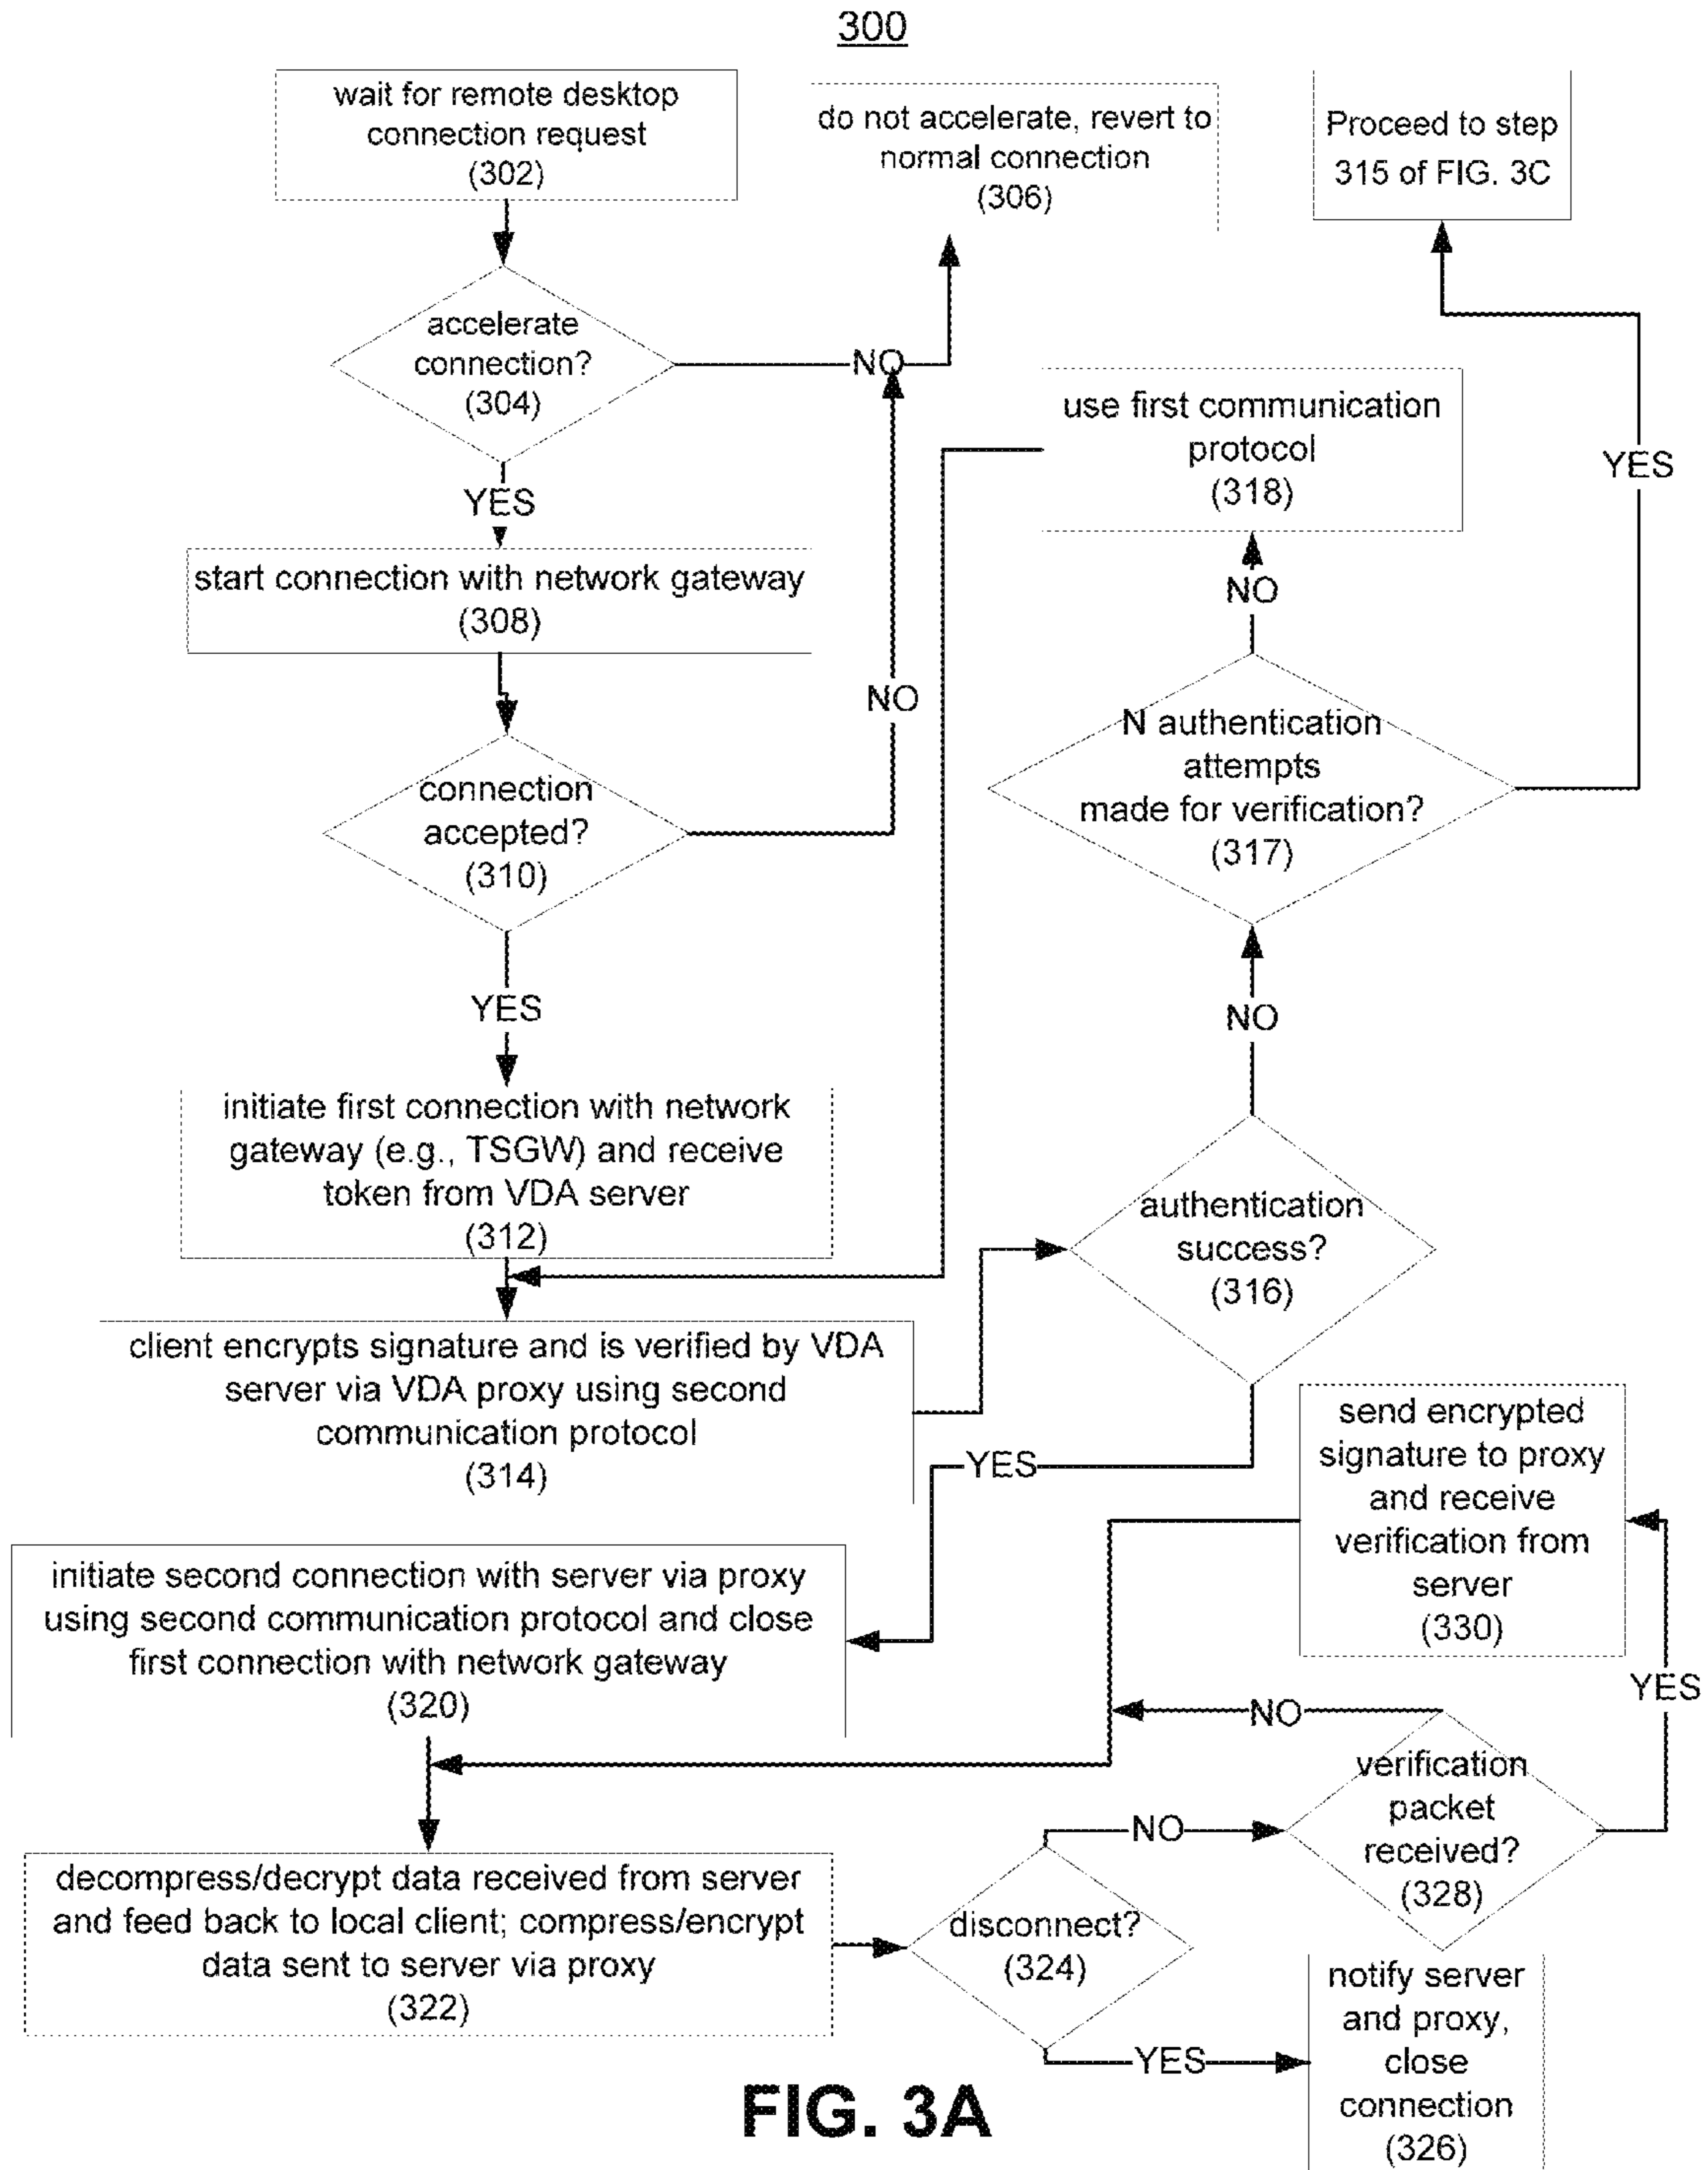 300
wait for remote desktop
connection request
(302)
do not accelerate, revert to
normal connection
(306)
Proceed to step
315 of FIG. 3C
accelerate
connection?
(304)
NO
YES
use first communication
protocol
(318)
YES
start connection with network gateway
(308)
NO
NO
N authentication
attempts
made for verification?
(317)
connection
accepted?
(310)
YES
NO
initiate first connection with network
gateway (e.g., TSGW) and receive
token from VDA server
(312)
authentication
success?
(316)
client encrypts signature and is verified by VDA
server via VDA proxy using second
communication protocol
(314)
YES
send encrypted
signature to proxy
and receive
verification from
server
(330)
initiate second connection with server via proxy
using second communication protocol and close
first connection with network gateway
(320)
YES
NO
verification
packet
received?
(328)
NO
decompress/decrypt data received from server
and feed back to local client; compress/encrypt
data sent to server via proxy
(322)
disconnect?
(324)
YES
notify server
and proxy,
close
connection
(326)
FIG. 3A